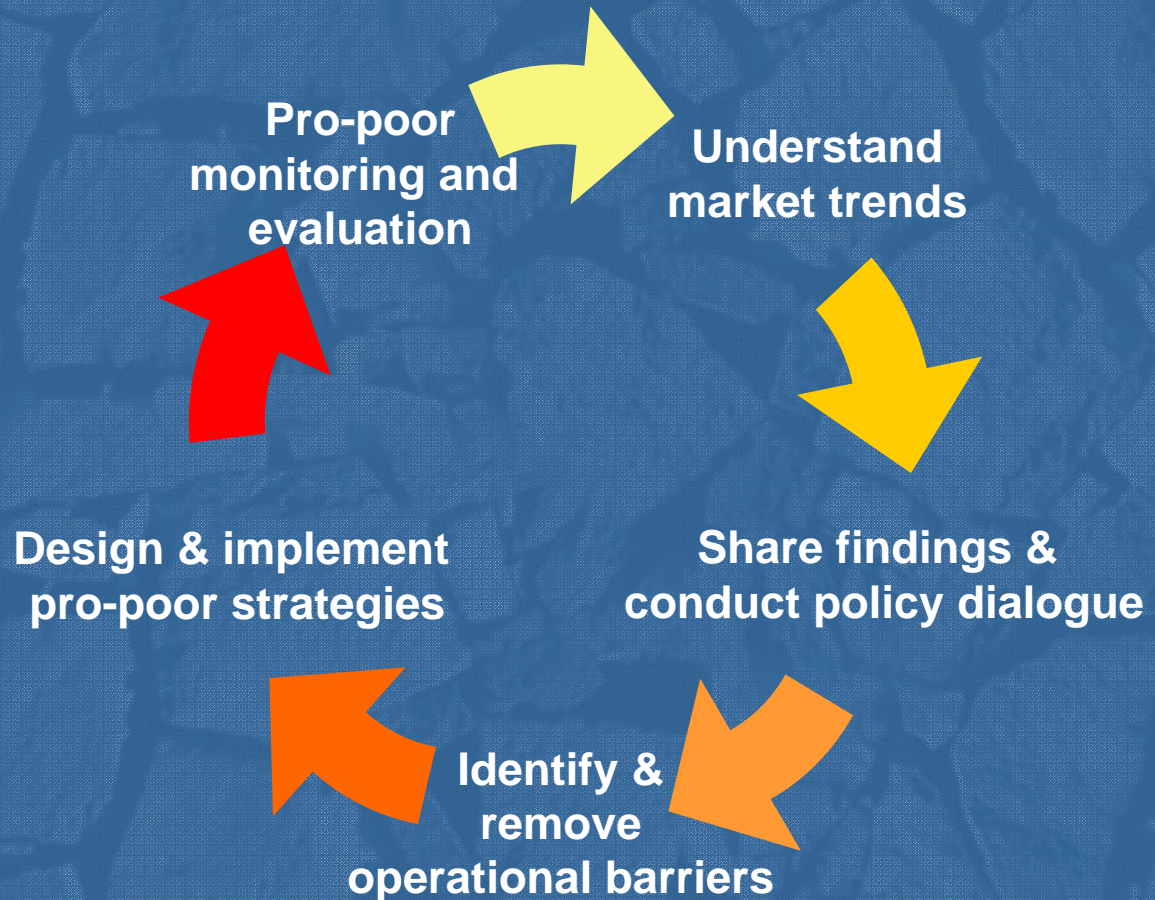 Pro-poor
monitoring and
evaluation
Understand
market trends
Share findings &
conduct policy dialogue
Identify &
remove
operational barriers
Design & implement
pro-poor strategies